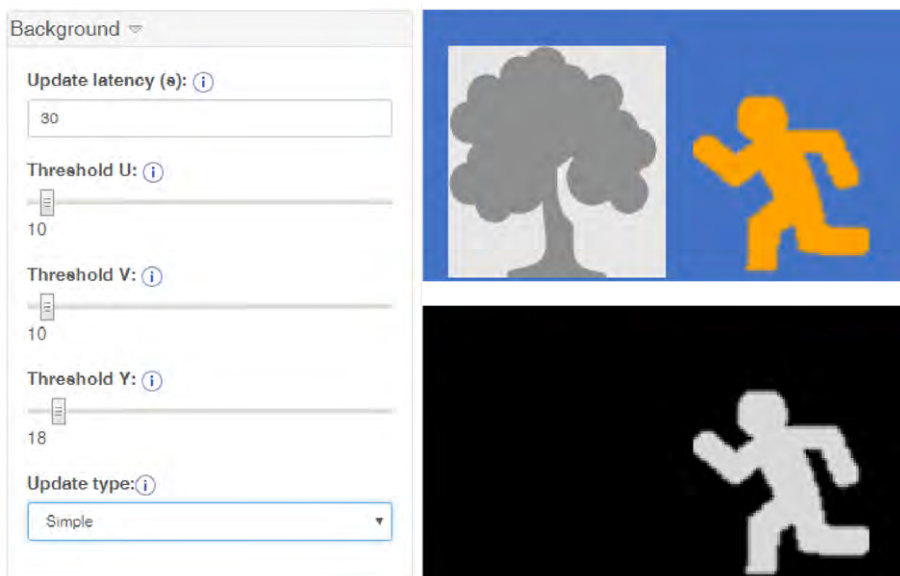 Background
Update latency (s):
30
Threshold U:
10
Threshold V:
10
Threshold Y:
18
Update type:
Simple